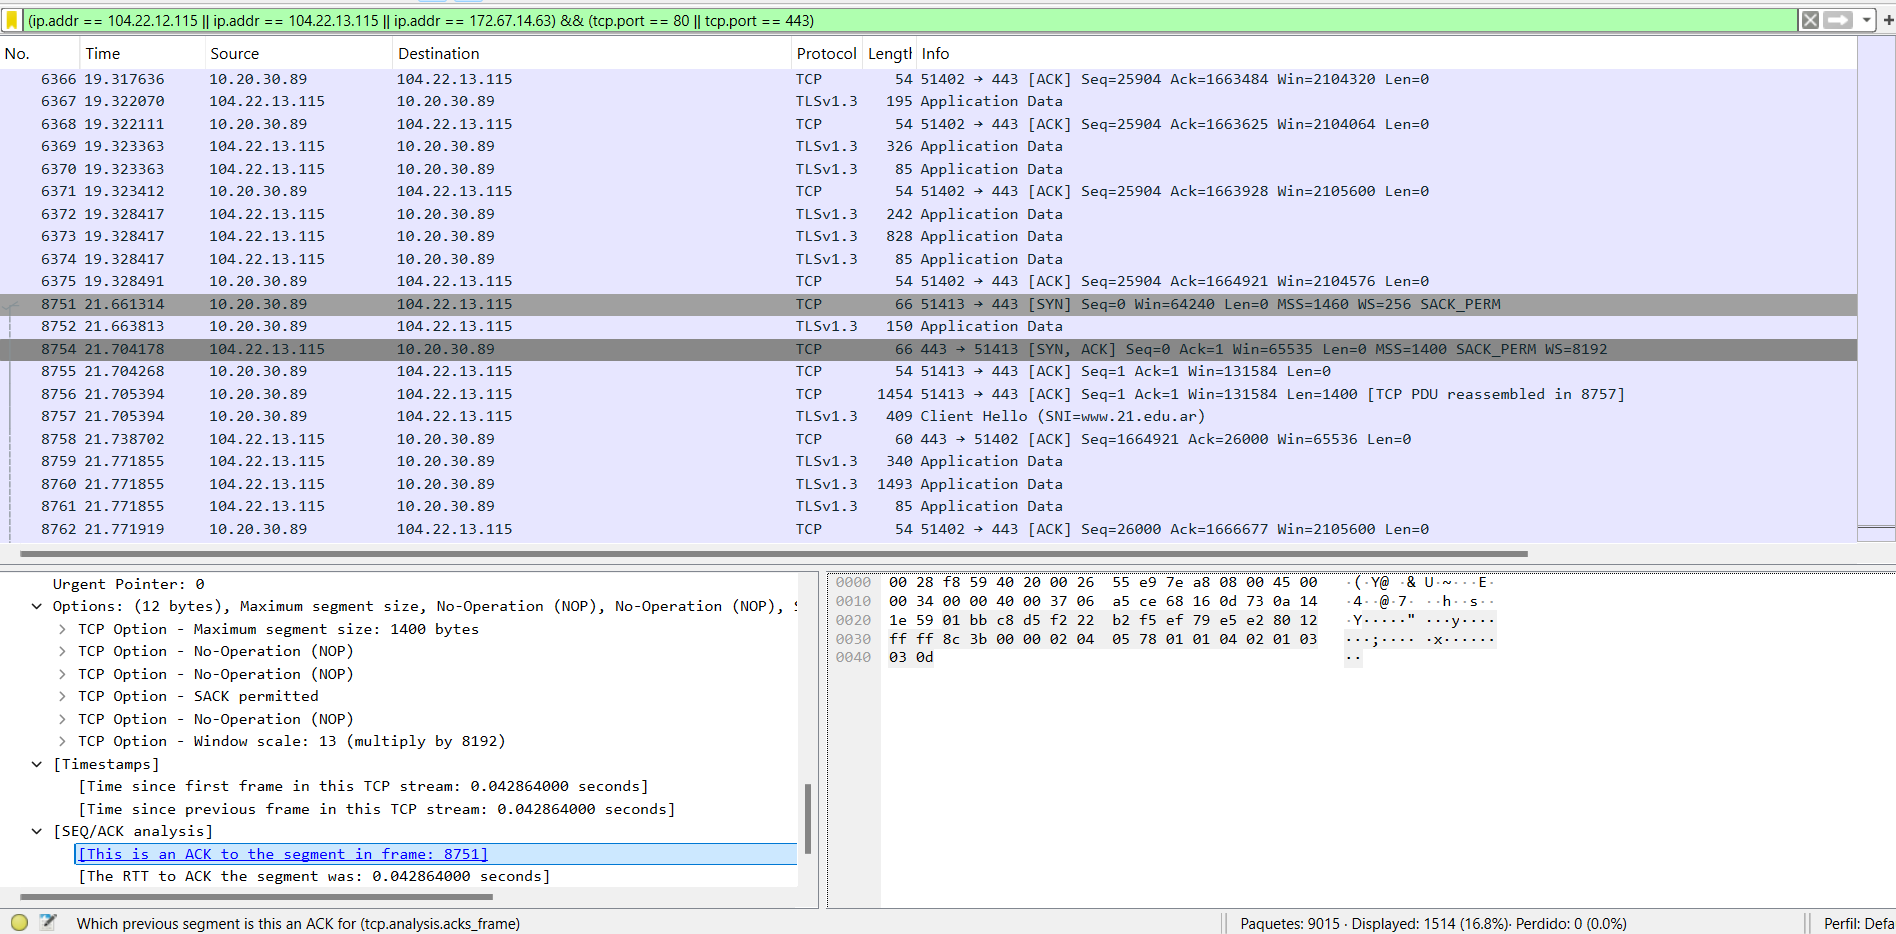 (ip.addr == 104.22.12.115 || ip.addr == 104.22.13.115 || ip.addr == 172.67.14.63) && (tcp.port == 80 || tcp.port == 443)
No. Time Source Destination Protocol Length Info
6366 19.317636 10.20.30.89 104.22.13.115 TCP 54 51402 → 443 [ACK] Seq=25904 Ack=1663484 Win=2104320 Len=0
6367 19.322070 104.22.13.115 10.20.30.89 TLSv1.3 195 Application Data
6368 19.322111 10.20.30.89 104.22.13.115 TCP 54 51402 → 443 [ACK] Seq=25904 Ack=1663625 Win=2104064 Len=0
6369 19.323363 104.22.13.115 10.20.30.89 TLSv1.3 326 Application Data
6370 19.323363 104.22.13.115 10.20.30.89 TLSv1.3 85 Application Data
6371 19.323412 10.20.30.89 104.22.13.115 TCP 54 51402 → 443 [ACK] Seq=25904 Ack=1663928 Win=2105600 Len=0
6372 19.328417 104.22.13.115 10.20.30.89 TLSv1.3 242 Application Data
6373 19.328417 104.22.13.115 10.20.30.89 TLSv1.3 828 Application Data
6374 19.328417 104.22.13.115 10.20.30.89 TLSv1.3 85 Application Data
6375 19.328491 10.20.30.89 104.22.13.115 TCP 54 51402 → 443 [ACK] Seq=25904 Ack=1664921 Win=2104576 Len=0
8751 21.661314 10.20.30.89 104.22.13.115 TCP 66 51413 → 443 [SYN] Seq=0 Win=64240 Len=0 MSS=1460 WS=256 SACK_PERM
8752 21.663813 10.20.30.89 104.22.13.115 TLSv1.3 150 Application Data
8754 21.704178 104.22.13.115 10.20.30.89 TCP 66 443 → 51413 [SYN, ACK] Seq=0 Ack=1 Win=65535 Len=0 MSS=1400 SACK_PERM WS=8192
8755 21.704268 10.20.30.89 104.22.13.115 TCP 54 51413 → 443 [ACK] Seq=1 Ack=1 Win=131584 Len=0
8756 21.705394 10.20.30.89 104.22.13.115 TCP 1454 51413 → 443 [ACK] Seq=1 Ack=1 Win=131584 Len=1400 [TCP PDU reassembled in 8757]
8757 21.705394 10.20.30.89 104.22.13.115 TLSv1.3 409 Client Hello (SNI=www.21.edu.ar)
8758 21.738702 104.22.13.115 10.20.30.89 TCP 60 443 → 51402 [ACK] Seq=1664921 Ack=26000 Win=65536 Len=0
8759 21.771855 104.22.13.115 10.20.30.89 TLSv1.3 340 Application Data
8760 21.771855 104.22.13.115 10.20.30.89 TLSv1.3 1493 Application Data
8761 21.771855 104.22.13.115 10.20.30.89 TLSv1.3 85 Application Data
8762 21.771919 10.20.30.89 104.22.13.115 TCP 54 51402 → 443 [ACK] Seq=26000 Ack=1666677 Win=2105600 Len=0
Urgent Pointer: 0
Options: (12 bytes), Maximum segment size, No-Operation (NOP), No-Operation (NOP), S
TCP Option - Maximum segment size: 1400 bytes
TCP Option - No-Operation (NOP)
TCP Option - No-Operation (NOP)
TCP Option - SACK permitted
TCP Option - No-Operation (NOP)
TCP Option - Window scale: 13 (multiply by 8192)
[Timestamps]
[Time since first frame in this TCP stream: 0.042864000 seconds]
[Time since previous frame in this TCP stream: 0.042864000 seconds]
[SEQ/ACK analysis]
[This is an ACK to the segment in frame: 8751]
[The RTT to ACK the segment was: 0.042864000 seconds]
0000 00 28 f8 59 40 20 00 26 55 e9 7e a8 08 00 45 00 ·(·Y@ ·& U·~···E·
0010 00 34 00 00 40 00 37 06 a5 ce 68 16 0d 73 0a 14 ·4··@·7· ··h··s··
0020 1e 59 01 bb c8 d5 f2 22 b2 f5 ef 79 e5 e2 80 12 ·Y·····" ···y····
0030 ff ff 8c 3b 00 00 02 04 05 78 01 01 04 02 01 03 ···;···· ·x······
0040 03 0d ··
Which previous segment is this an ACK for (tcp.analysis.acks_frame)
Paquetes: 9015 · Displayed: 1514 (16.8%)· Perdido: 0 (0.0%)
Perfil: Defa